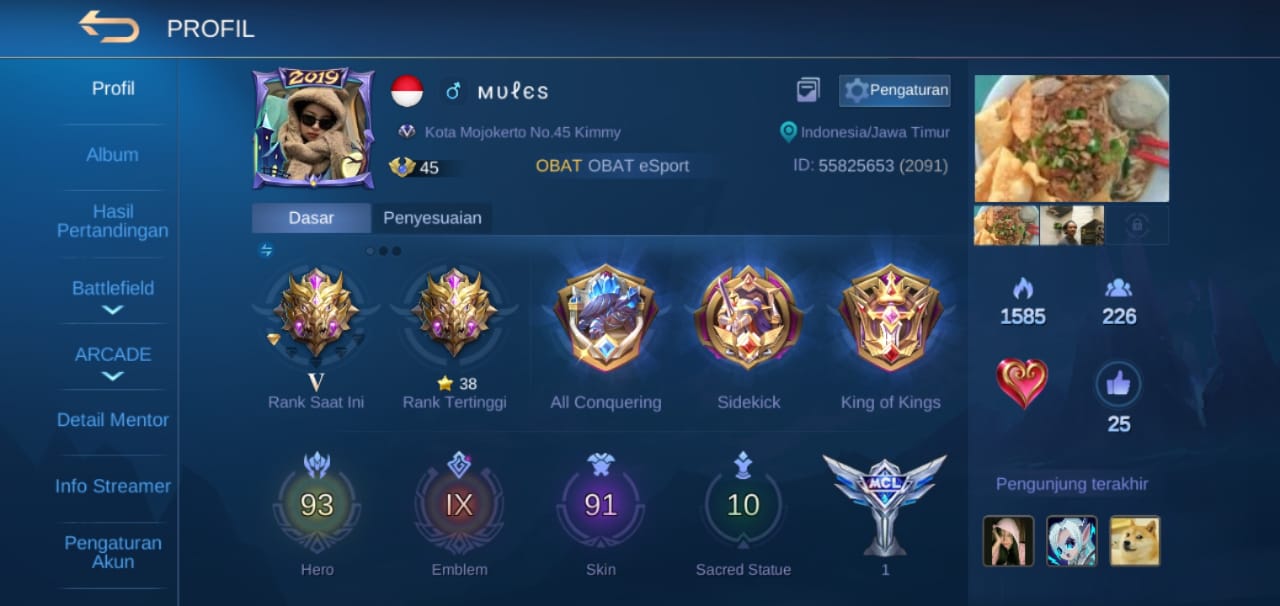 PROFIL
Profil
Album
Hasil
Pertandingan
Battlefield
ARCADE
Detail Mentor
Info Streamer
Pengaturan
Akun
2019
мυℓєѕ
Pengaturan
Kota Mojokerto No.45 Kimmy
Indonesia/Jawa Timur
45
OBAT OBAT eSport
ID: 55825653 (2091)
Dasar
Penyesuaian
V
38
Rank Saat Ini
Rank Tertinggi
All Conquering
Sidekick
King of Kings
93
IX
91
10
MCL
Hero
Emblem
Skin
Sacred Statue
1
1585
226
25
Pengunjung terakhir